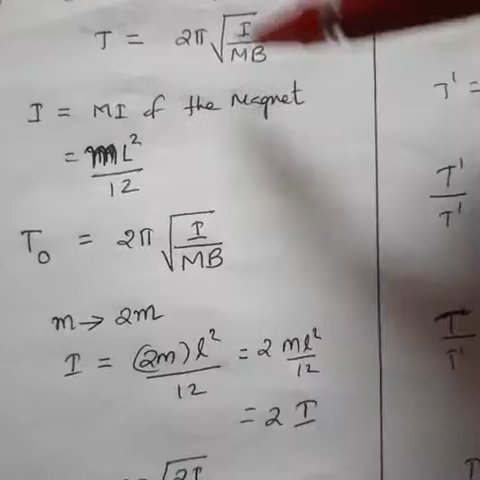 T = 2π√(I/MB)
I = MI of the Magnet
= mL²/12
T₀ = 2π√(I/MB)
m → 2m
I = (2m)l²/12 = 2 ml²/12
= 2 I
√2I
T' =
T'/T'
I/T'